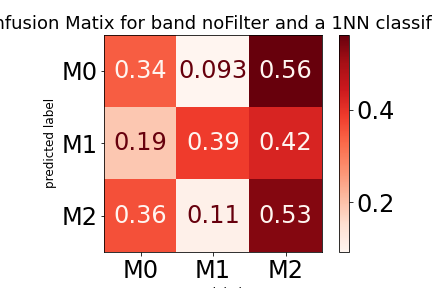 nfusion Matix for band noFilter and a 1NN classif
M0 0.34 0.093 0.56
M1 0.19 0.39 0.42
M2 0.36 0.11 0.53
M0 M1 M2
predicted label
0.4
0.2